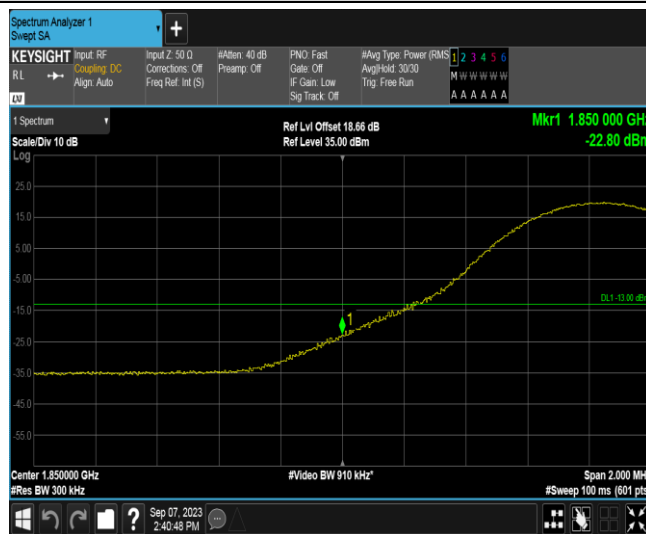 Spectrum Analyzer 1
Swept SA
+
KEYSIGHT
RL
Input: RF
Coupling: DC
Align: Auto
Input Z: 50 Ω
Corrections: Off
Freq Ref: Int (S)
#Atten: 40 dB
Preamp: Off
PNO: Fast
Gate: Off
IF Gain: Low
Sig Track: Off
#Avg Type: Power (RMS
Avg|Hold: 30/30
Trig: Free Run
1 2 3 4 5 6
M W W W W W
A A A A A A
LXI
1 Spectrum
Scale/Div 10 dB
Ref Lvl Offset 18.66 dB
Ref Level 35.00 dBm
Mkr1 1.850 000 GHz
-22.80 dBm
Log
25.0
15.0
5.00
-5.00
DL1 -13.00 dBm
-15.0
1
-25.0
-35.0
-45.0
-55.0
Center 1.850000 GHz
#Video BW 910 kHz*
Span 2.000 MH
#Res BW 300 kHz
#Sweep 100 ms (601 pts
?
Sep 07, 2023
2:40:48 PM